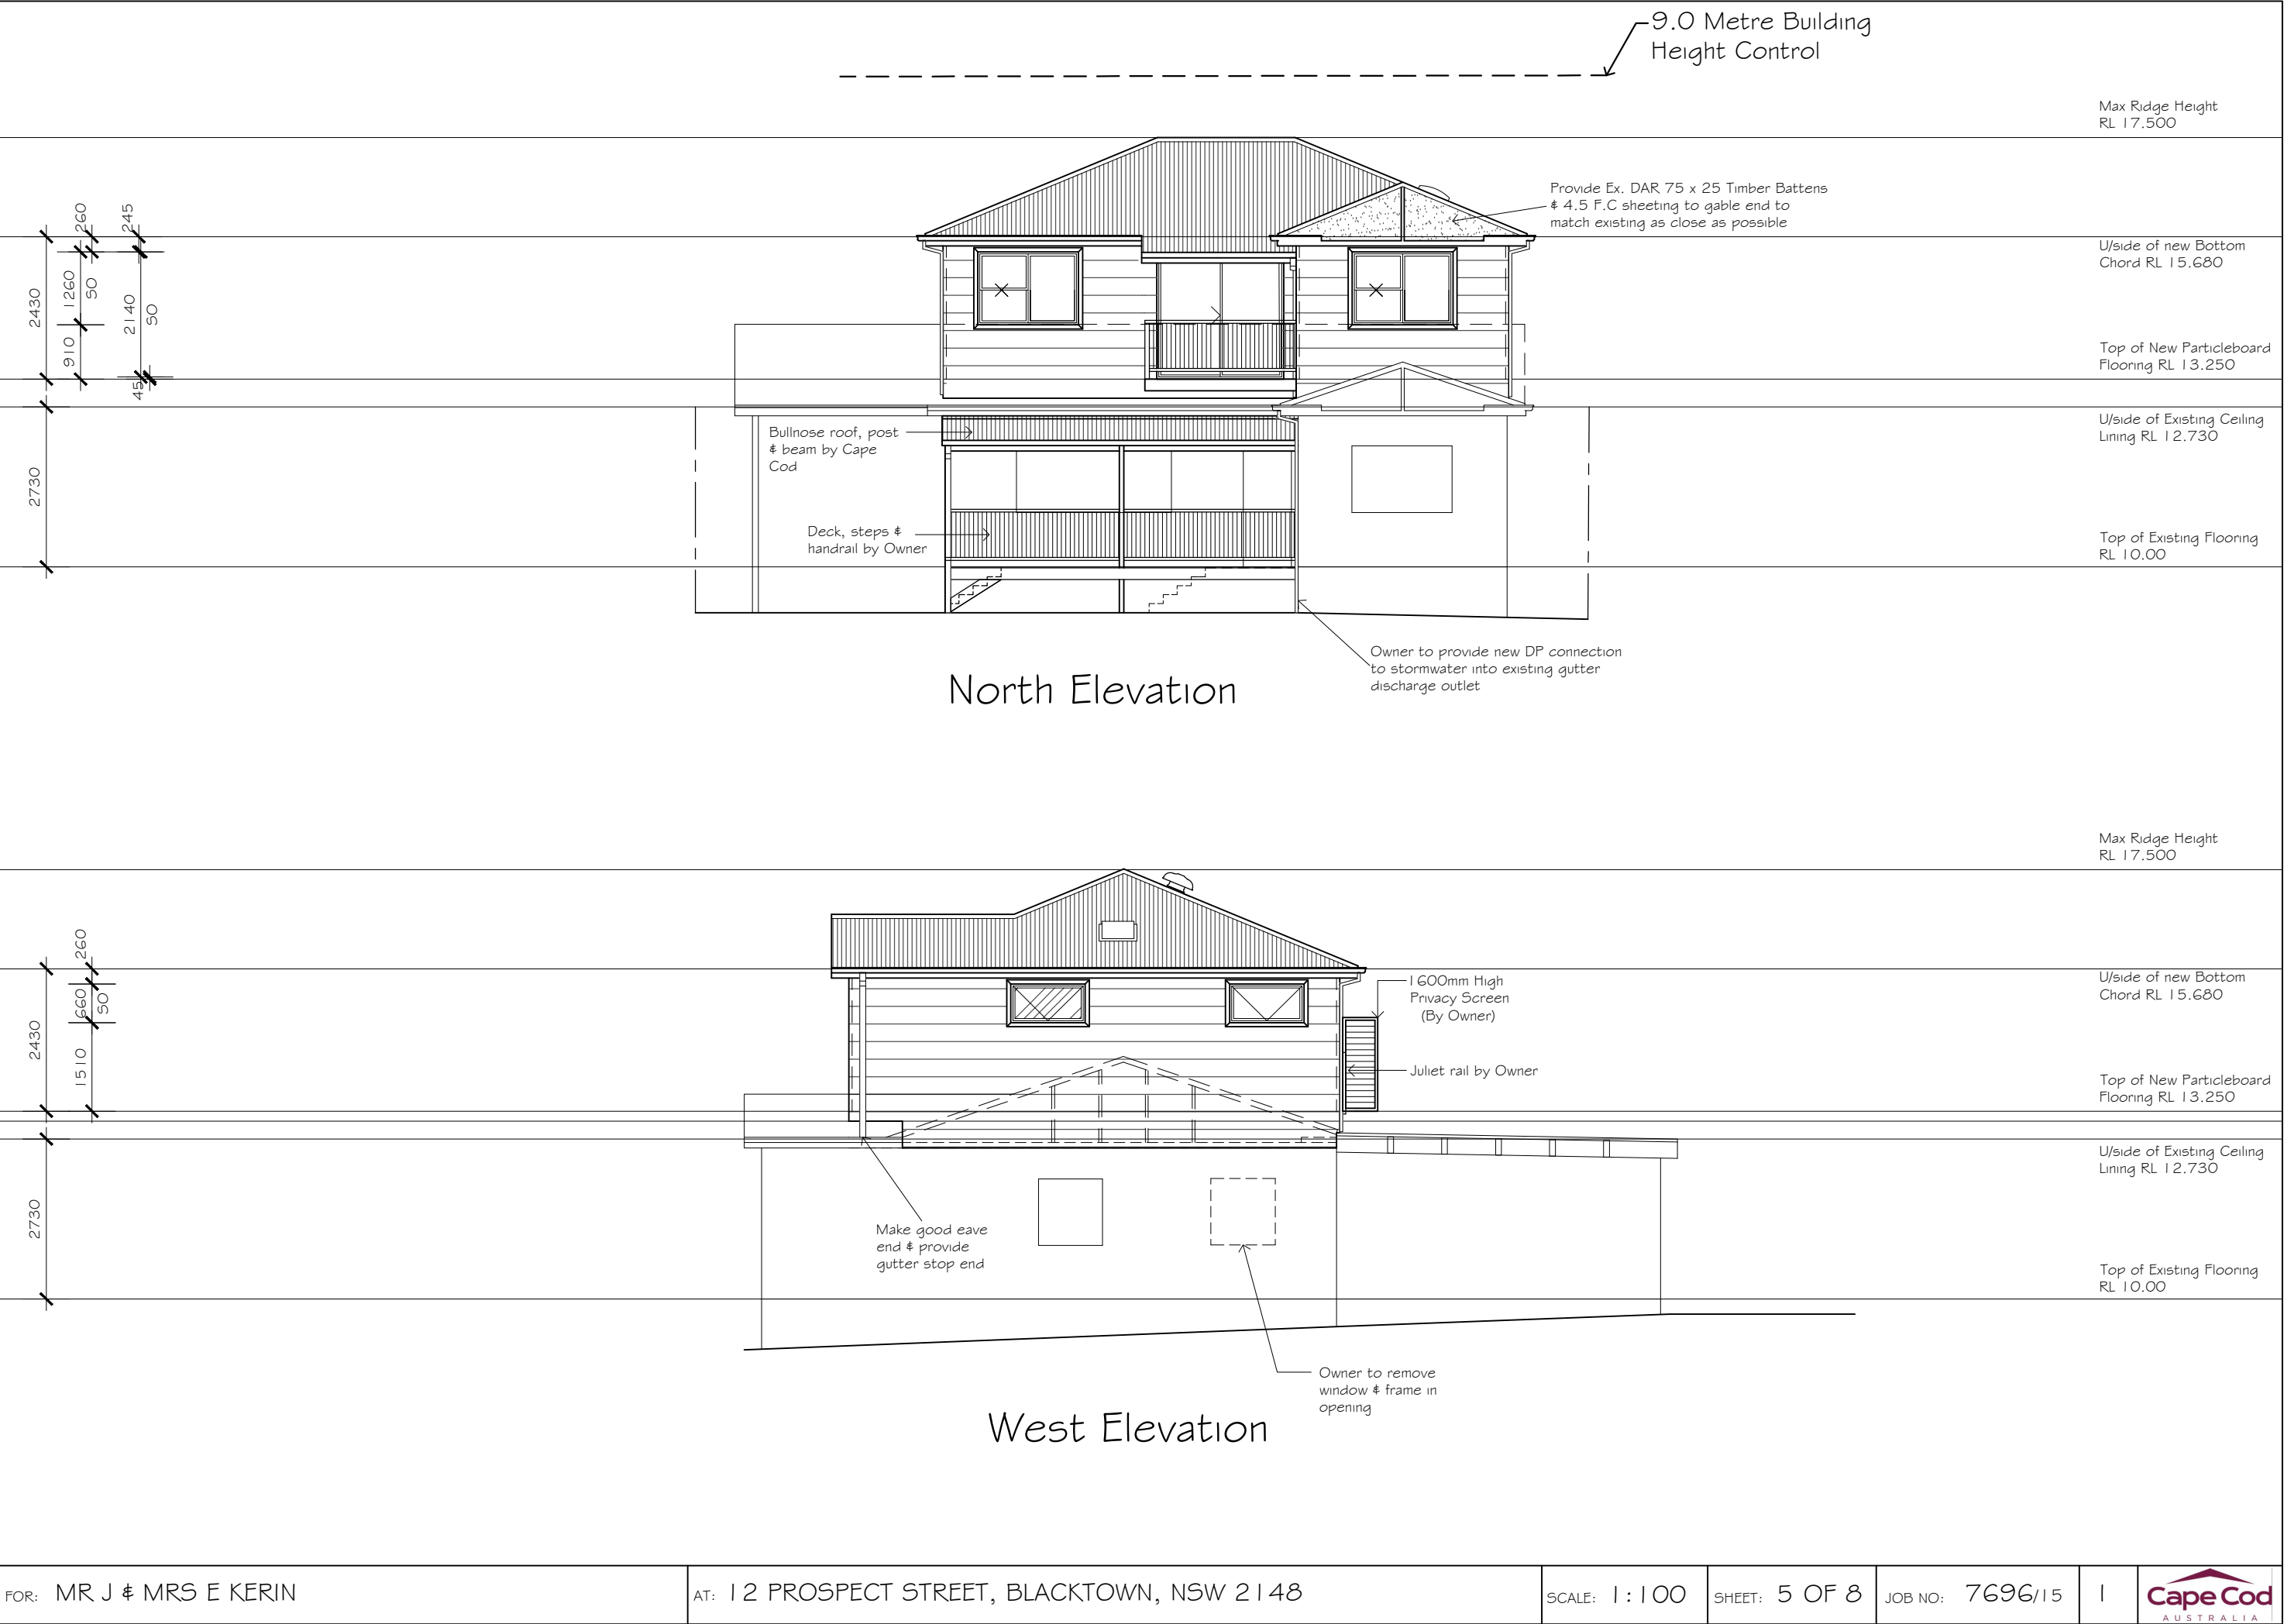 9.0 Metre Building
Height Control
Max Ridge Height
RL 17.500
Provide Ex. DAR 75 x 25 Timber Battens
& 4.5 F.C sheeting to gable end to
match existing as close as possible
U/side of new Bottom
Chord RL 15.680
Top of New Particleboard
Flooring RL 13.250
U/side of Existing Ceiling
Lining RL 12.730
Top of Existing Flooring
RL 10.00
260
245
2430
1260
50
910
2140
50
45
2730
Bullnose roof, post
& beam by Cape
Cod
Deck, steps &
handrail by Owner
Owner to provide new DP connection
to stormwater into existing gutter
discharge outlet
North Elevation
Max Ridge Height
RL 17.500
U/side of new Bottom
Chord RL 15.680
Top of New Particleboard
Flooring RL 13.250
U/side of Existing Ceiling
Lining RL 12.730
Top of Existing Flooring
RL 10.00
260
2430
660
50
1510
2730
1600mm High
Privacy Screen
(By Owner)
Juliet rail by Owner
Make good eave
end & provide
gutter stop end
Owner to remove
window & frame in
opening
West Elevation
FOR: MR J & MRS E KERIN
AT: 12 PROSPECT STREET, BLACKTOWN, NSW 2148
SCALE: 1:100
SHEET: 5 OF 8
JOB NO: 7696/15
1
Cape Cod
AUSTRALIA